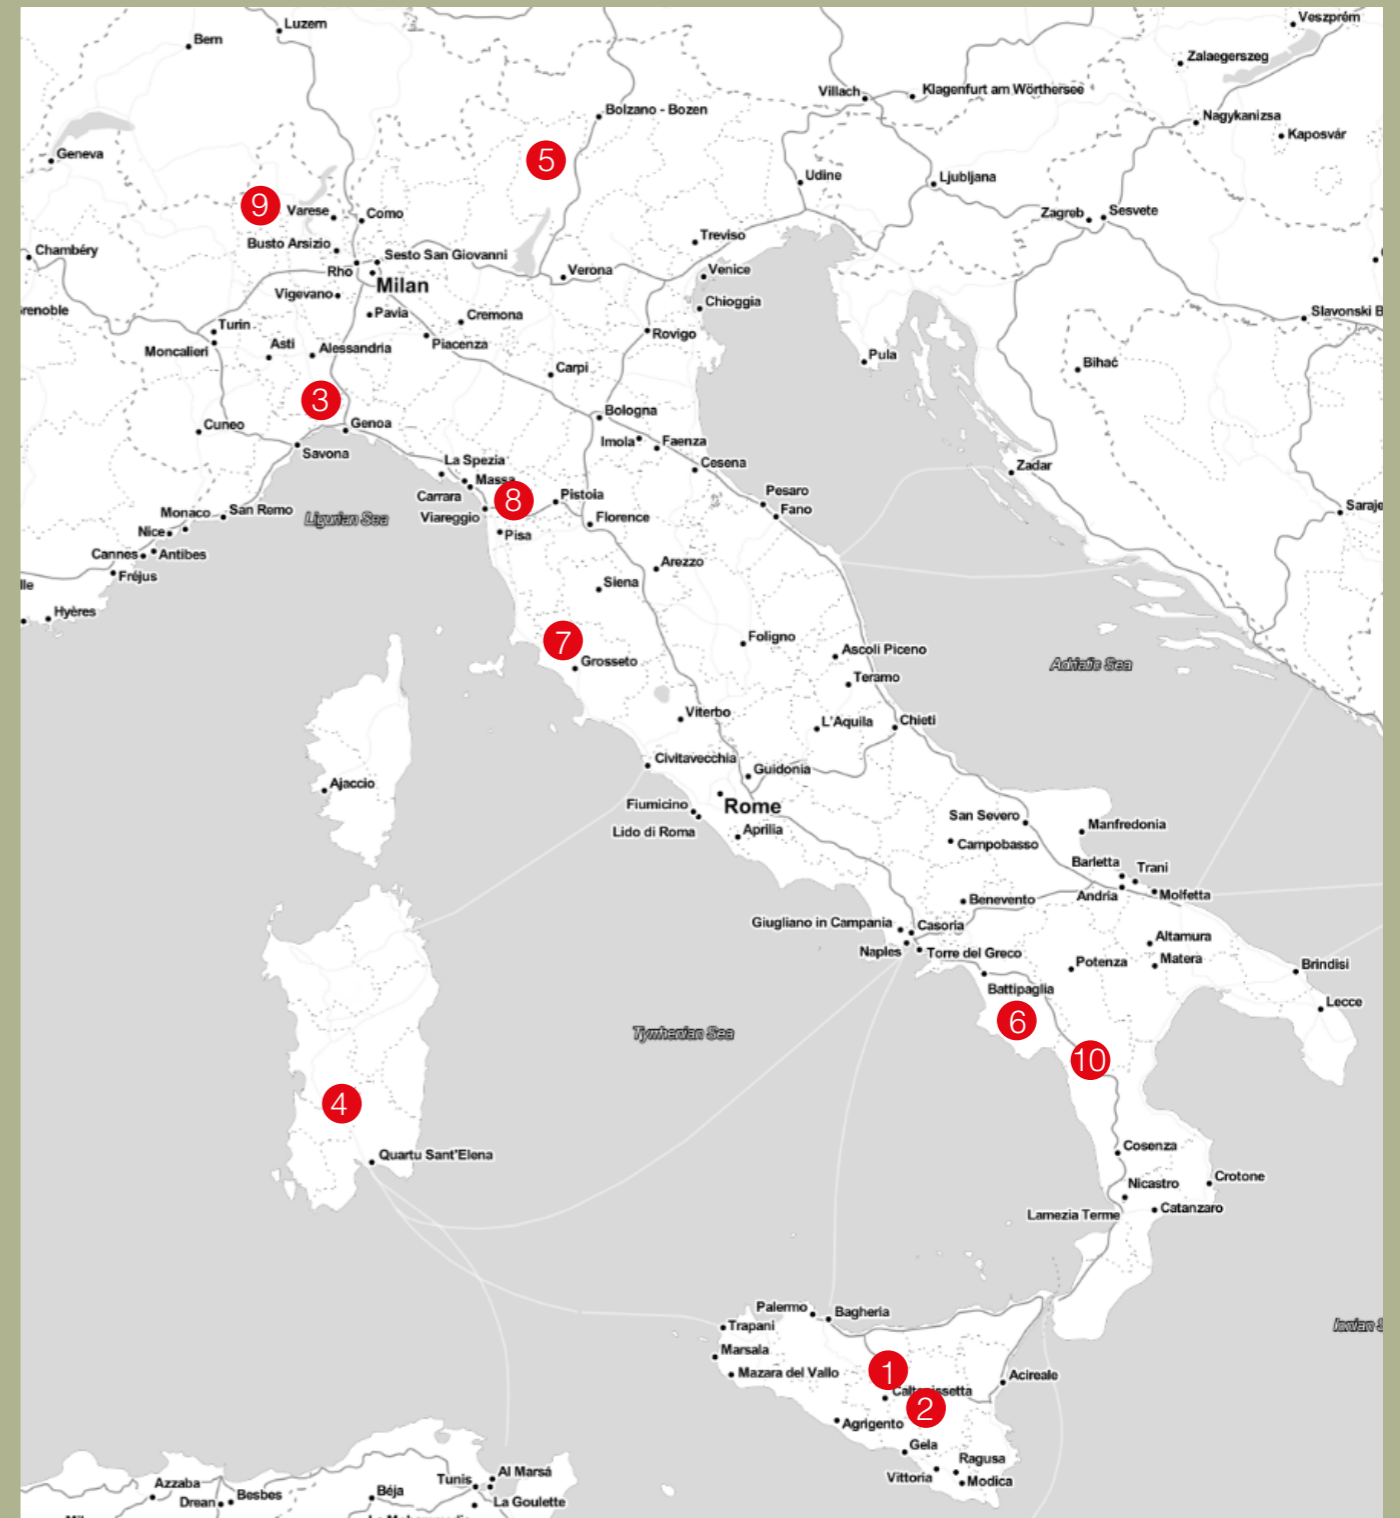 Luzern
Bern
Veszprém
Zalaegerszeg
Villach
Klagenfurt am Wörthersee
Bolzano - Bozen
Nagykanizsa
Kaposvár
Geneva
5
Udine
Ljubljana
9
Varese
Como
Zagreb
Sesvete
Treviso
Busto Arsizio
Chambéry
Sesto San Giovanni
Rho
Verona
Venice
Milan
Vigevano
Chioggia
renoble
Pavia
Cremona
Slavonski B
Turin
Rovigo
Asti
Alessandria
Piacenza
Moncalieri
Pula
Carpi
Bihać
3
Bologna
Cuneo
Genoa
Imola
Faenza
Savona
La Spezia
Cesena
Zadar
Massa
Carrara
8
Pistoia
Pesaro
Saraje
Monaco
San Remo
Ligurian Sea
Viareggio
Florence
Fano
Nice
Pisa
Cannes
Antibes
Arezzo
Fréjus
lle
Siena
Hyères
7
Foligno
Grosseto
Ascoli Piceno
Adriatic Sea
Teramo
Viterbo
L'Aquila
Chieti
Civitavecchia
Guidonia
Ajaccio
Fiumicino
Rome
San Severo
Lido di Roma
Aprilia
Manfredonia
Campobasso
Barletta
Trani
Andria
Molfetta
Benevento
Giugliano in Campania
Casoria
Altamura
Naples
Torre del Greco
Potenza
Matera
Brindisi
Battipaglia
Lecce
6
Tyrrhenian Sea
10
4
Cosenza
Quartu Sant'Elena
Nicastro
Crotone
Lamezia Terme
Catanzaro
Palermo
Bagheria
Trapani
Ionian S
Marsala
1
Mazara del Vallo
Acireale
Caltanissetta
2
Agrigento
Gela
Ragusa
Vittoria
Modica
Al Marsá
Tunis
Azzaba
Béja
Besbes
Drean
La Goulette